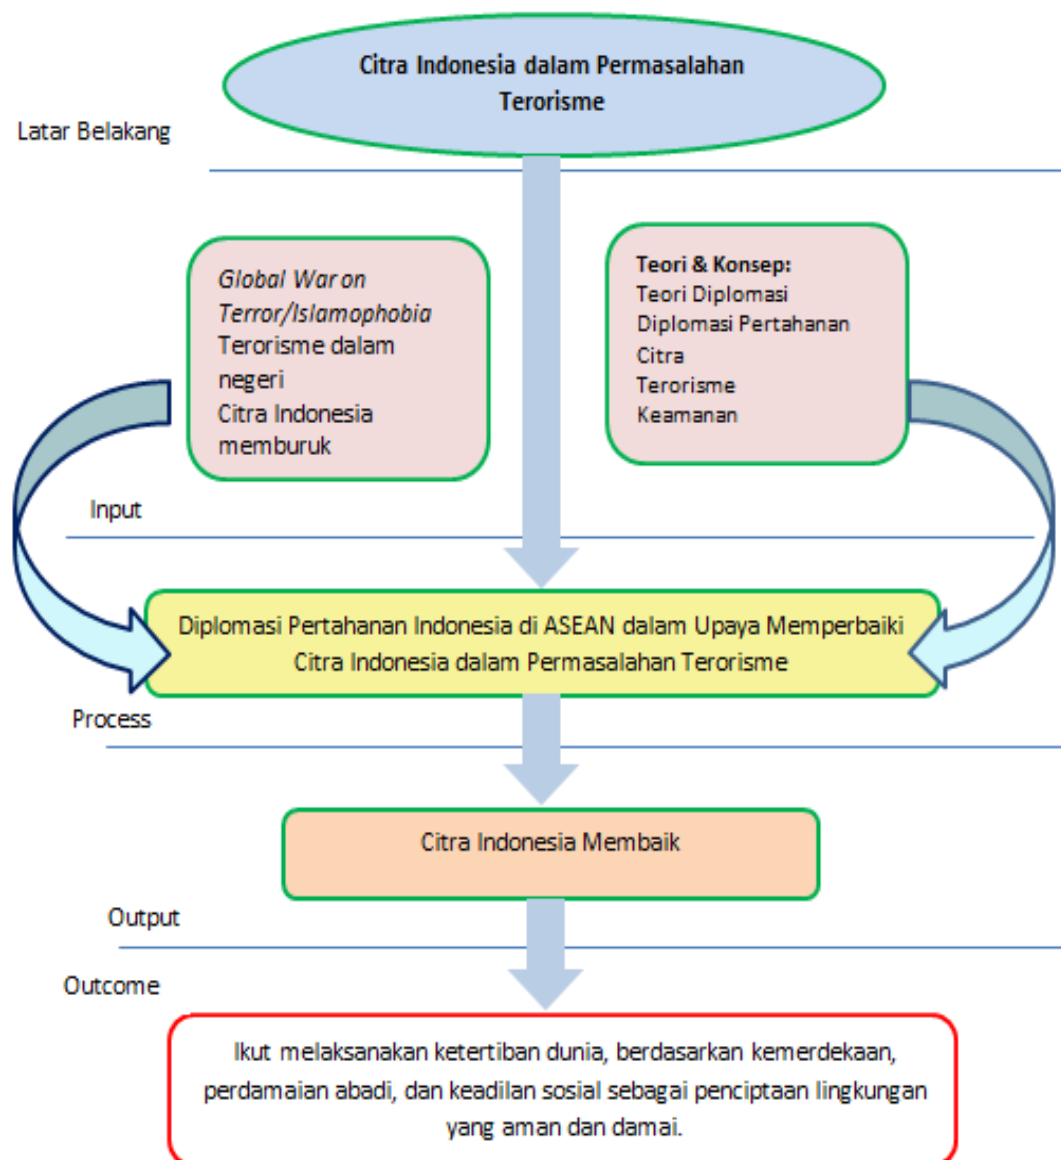 Citra Indonesia dalam Permasalahan
Terorisme
Latar Belakang
Global War on
Terror/Islamophobia
Terorisme dalam
negeri
Citra Indonesia
memburuk
Teori & Konsep:
Teori Diplomasi
Diplomasi Pertahanan
Citra
Terorisme
Keamanan
Input
Diplomasi Pertahanan Indonesia di ASEAN dalam Upaya Memperbaiki
Citra Indonesia dalam Permasalahan Terorisme
Process
Citra Indonesia Membaik
Output
Outcome
Ikut melaksanakan ketertiban dunia, berdasarkan kemerdekaan,
perdamaian abadi, dan keadilan sosial sebagai penciptaan lingkungan
yang aman dan damai.